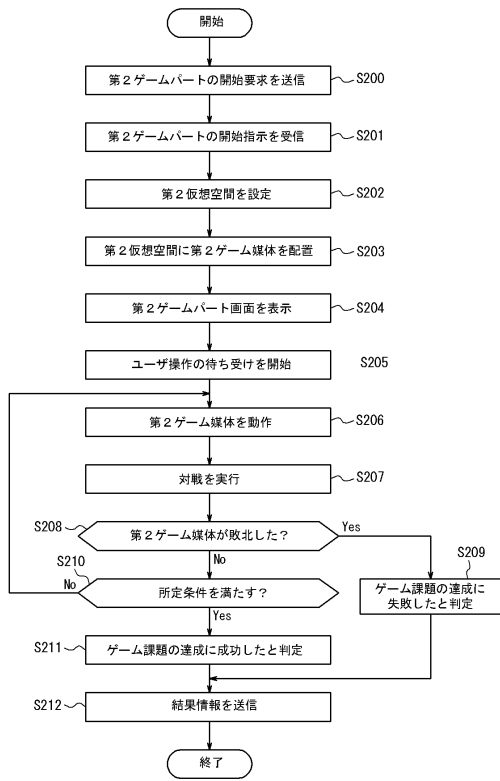 開始
第２ゲームパートの開始要求を送信
S200
第２ゲームパートの開始指示を受信
S201
第２仮想空間を設定
S202
第２仮想空間に第２ゲーム媒体を配置
S203
第２ゲームパート画面を表示
S204
ユーザ操作の待ち受けを開始
S205
第２ゲーム媒体を動作
S206
対戦を実行
S207
S208
第２ゲーム媒体が敗北した？
Yes
No
S209
ゲーム課題の達成に
失敗したと判定
S210
No
所定条件を満たす？
Yes
S211
ゲーム課題の達成に成功したと判定
S212
結果情報を送信
終了